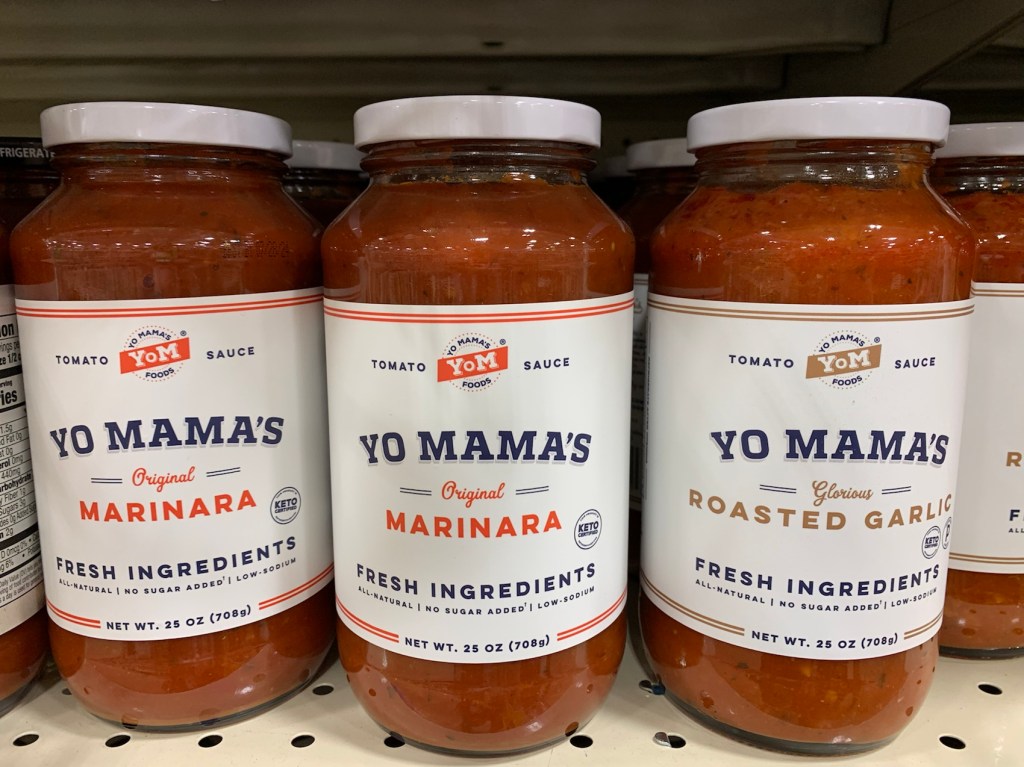 FRIGERATE
TOMATO
YO MAMA'S
YoM
®
FOODS
SAUCE
YO MAMA'S
Original
MARINARA
KETO
CERTIFIED
FRESH INGREDIENTS
ALL-NATURAL | NO SUGAR ADDED† | LOW-SODIUM
NET WT. 25 OZ (708g)
TOMATO
YO MAMA'S
YoM
®
FOODS
SAUCE
YO MAMA'S
Original
MARINARA
KETO
CERTIFIED
FRESH INGREDIENTS
ALL-NATURAL | NO SUGAR ADDED† | LOW-SODIUM
NET WT. 25 OZ (708g)
TOMATO
YO MAMA'S
YoM
®
FOODS
SAUCE
YO MAMA'S
Glorious
ROASTED GARLIC
KETO
CERTIFIED
FRESH INGREDIENTS
ALL-NATURAL | NO SUGAR ADDED† | LOW-SODIUM
NET WT. 25 OZ (708g)
R
F
ALL